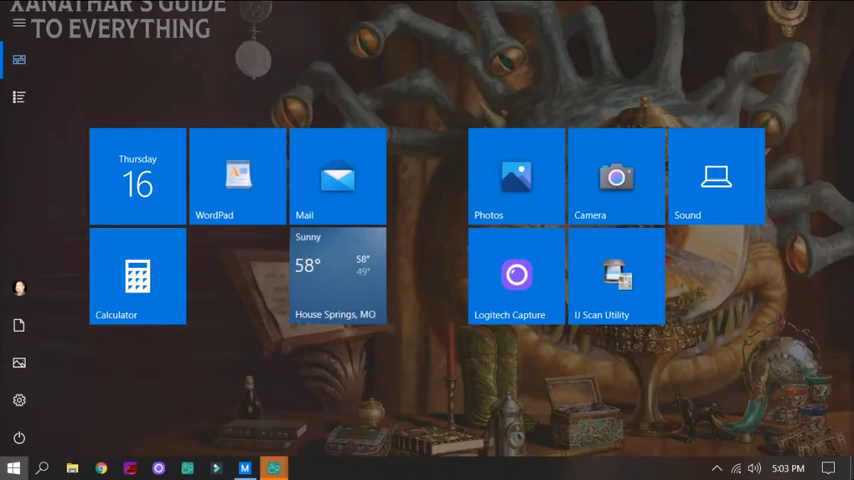 XANATHAR'S GUIDE
TO EVERYTHING
Thursday
16
WordPad
Mail
Photos
Camera
Sound
Calculator
Sunny
58°
58°
49°
House Springs, MO
Logitech Capture
IJ Scan Utility
M
5:03 PM